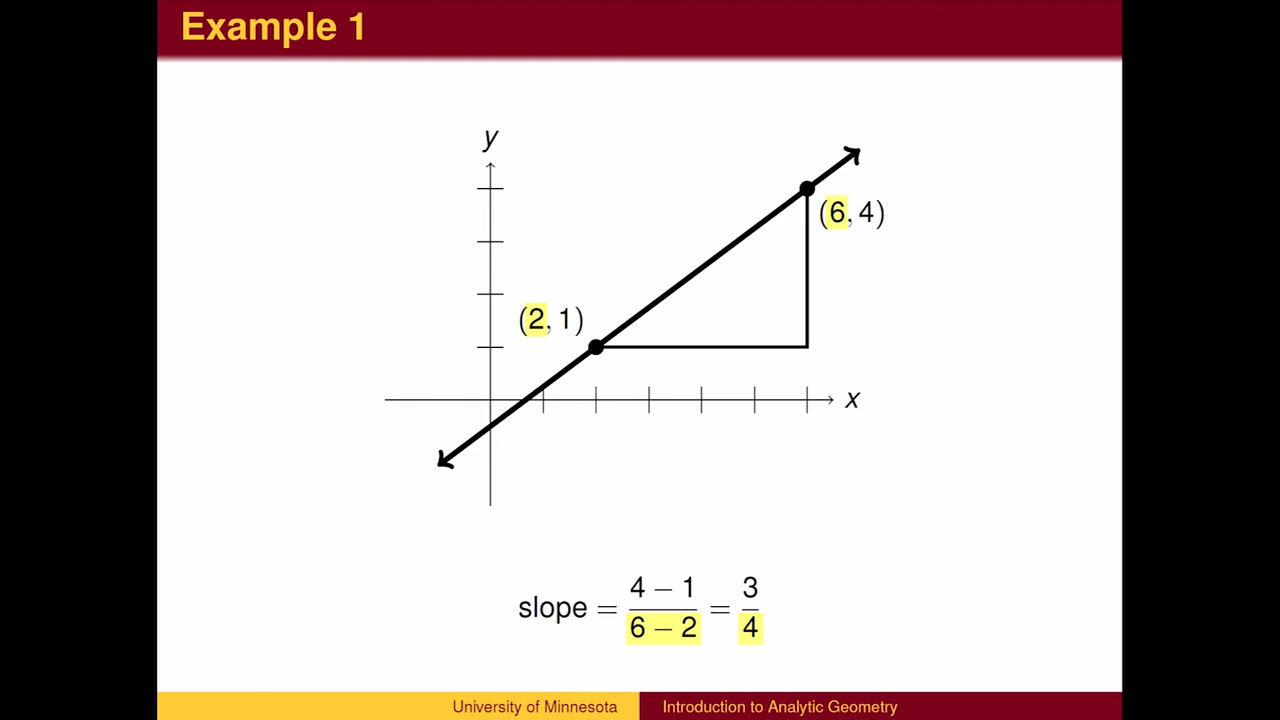 Example 1
y
(6, 4)
(2, 1)
x
slope = (4 − 1)/(6 − 2) = 3/4
University of Minnesota
Introduction to Analytic Geometry